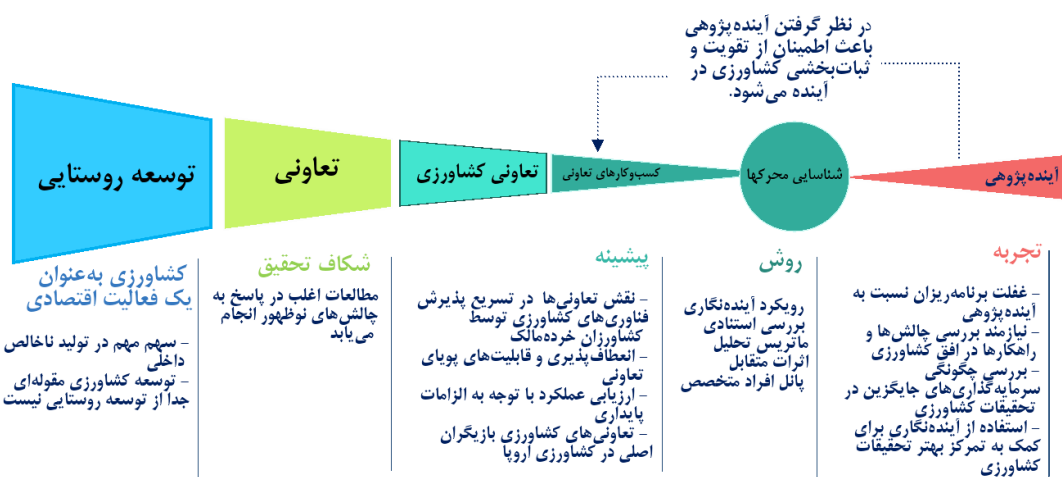 در نظر گرفتن آینده‌پژوهی
باعث اطمینان از تقویت و
ثبات‌بخشی کشاورزی در
آینده می‌شود.
آینده‌پژوهی
شناسایی محرکها
کسب‌وکارهای تعاونی
تعاونی کشاورزی
تعاونی
توسعه روستایی
تجربه
- غفلت برنامه‌ریزان نسبت به
آینده‌پژوهی
- نیازمند بررسی چالش‌ها و
راهکارها در افق کشاورزی
- بررسی چگونگی
سرمایه‌گذاری‌های جایگزین در
تحقیقات کشاورزی
- استفاده از آینده‌نگاری برای
کمک به تمرکز بهتر تحقیقات
کشاورزی
روش
رویکرد آینده‌نگاری
بررسی استنادی
ماتریس تحلیل
اثرات متقابل
پانل افراد متخصص
پیشینه
- نقش تعاونی‌ها در تسریع پذیرش
فناوری‌های کشاورزی توسط
کشاورزان خرده‌مالک
- انعطاف‌پذیری و قابلیت‌های پویای
تعاونی
- ارزیابی عملکرد با توجه به الزامات
پایداری
- تعاونی‌های کشاورزی بازیگران
اصلی در کشاورزی اروپا
شکاف تحقیق
مطالعات اغلب در پاسخ به
چالش‌های نوظهور انجام
می‌یابد
کشاورزی به‌عنوان
یک فعالیت اقتصادی
- سهم مهم در تولید ناخالص
داخلی
- توسعه کشاورزی مقوله‌ای
جدا از توسعه روستایی نیست